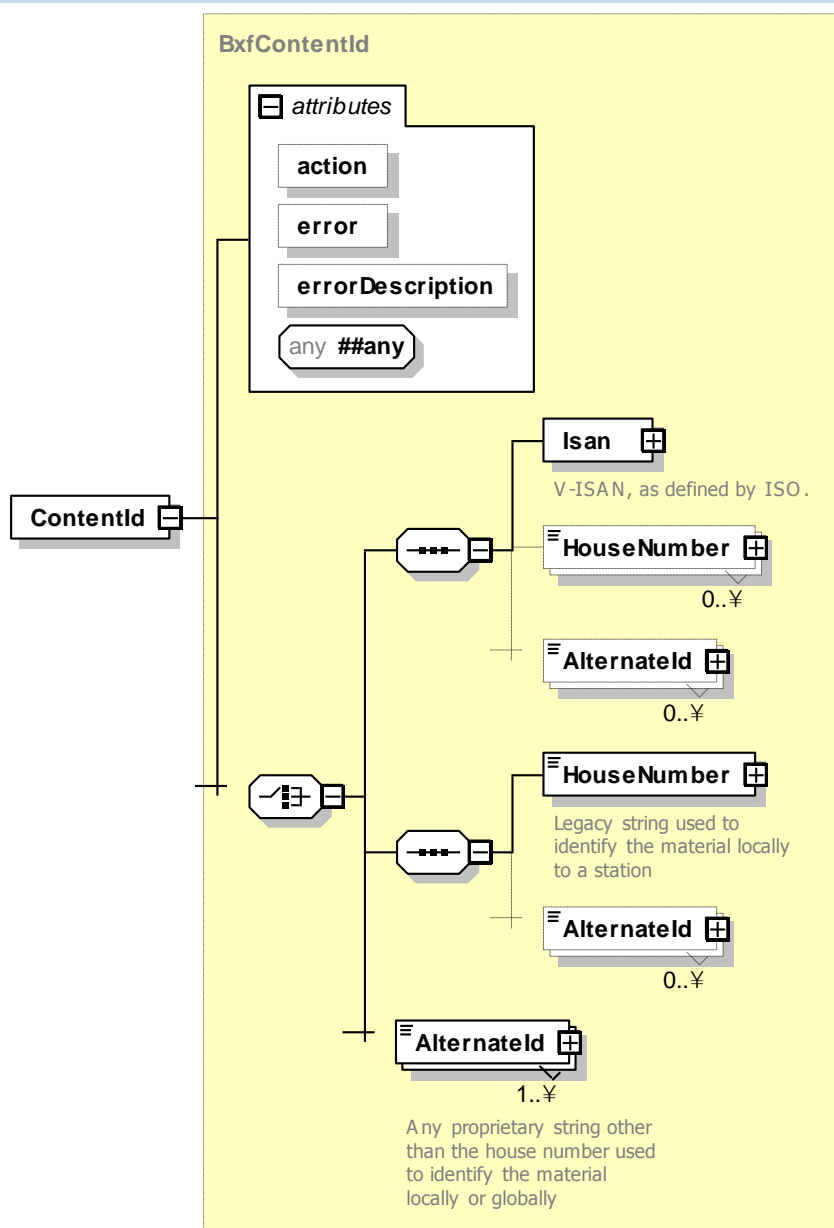 BxfContentId
attributes
action
error
errorDescription
any ##any
ContentId
Isan
V-ISAN, as defined by ISO.
HouseNumber
0..¥
AlternateId
0..¥
HouseNumber
Legacy string used to
identify the material locally
to a station
AlternateId
0..¥
AlternateId
1..¥
Any proprietary string other
than the house number used
to identify the material
locally or globally